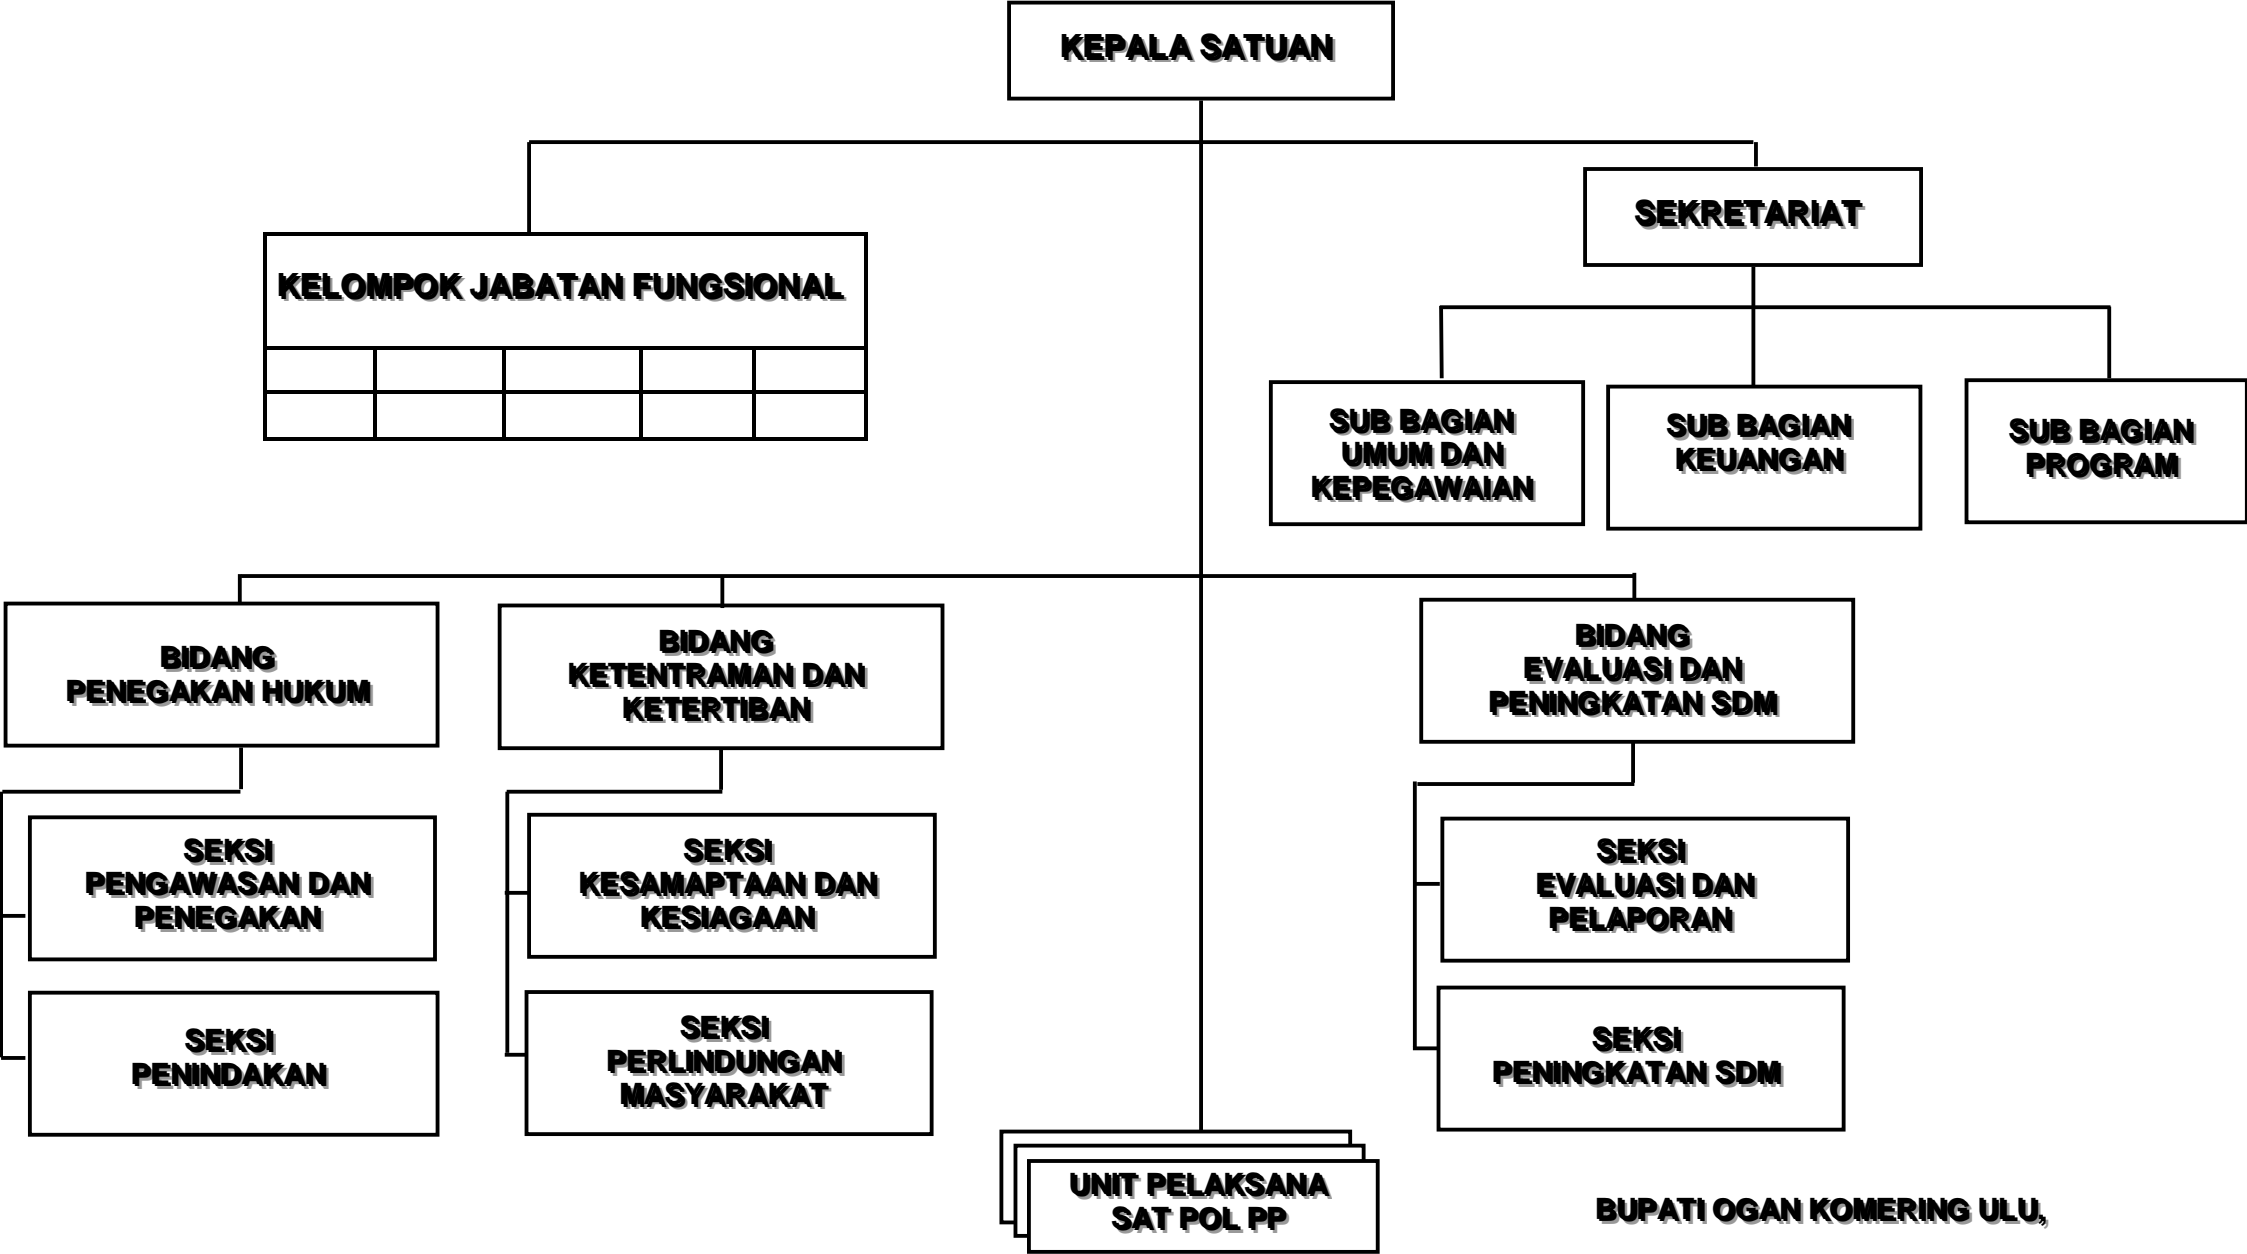 KEPALA SATUAN
SEKRETARIAT
KELOMPOK JABATAN FUNGSIONAL
SUB BAGIAN
UMUM DAN
KEPEGAWAIAN
SUB BAGIAN
KEUANGAN
SUB BAGIAN
PROGRAM
BIDANG
PENEGAKAN HUKUM
BIDANG
KETENTRAMAN DAN
KETERTIBAN
BIDANG
EVALUASI DAN
PENINGKATAN SDM
SEKSI
PENGAWASAN DAN
PENEGAKAN
SEKSI
KESAMAPTAAN DAN
KESIAGAAN
SEKSI
EVALUASI DAN
PELAPORAN
SEKSI
PENINDAKAN
SEKSI
PERLINDUNGAN
MASYARAKAT
SEKSI
PENINGKATAN SDM
UNIT PELAKSANA
SAT POL PP
BUPATI OGAN KOMERING ULU,